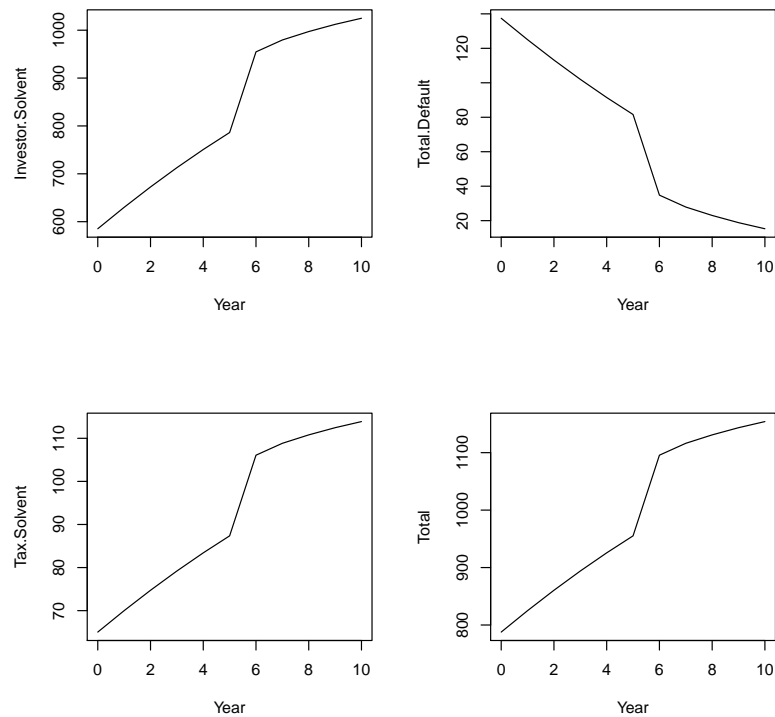 Investor.Solvent
600 700 800 900 1000
0 2 4 6 8 10
Year
Total.Default
20 40 60 80 120
0 2 4 6 8 10
Year
Tax.Solvent
70 80 90 100 110
0 2 4 6 8 10
Year
Total
800 900 1000 1100
0 2 4 6 8 10
Year